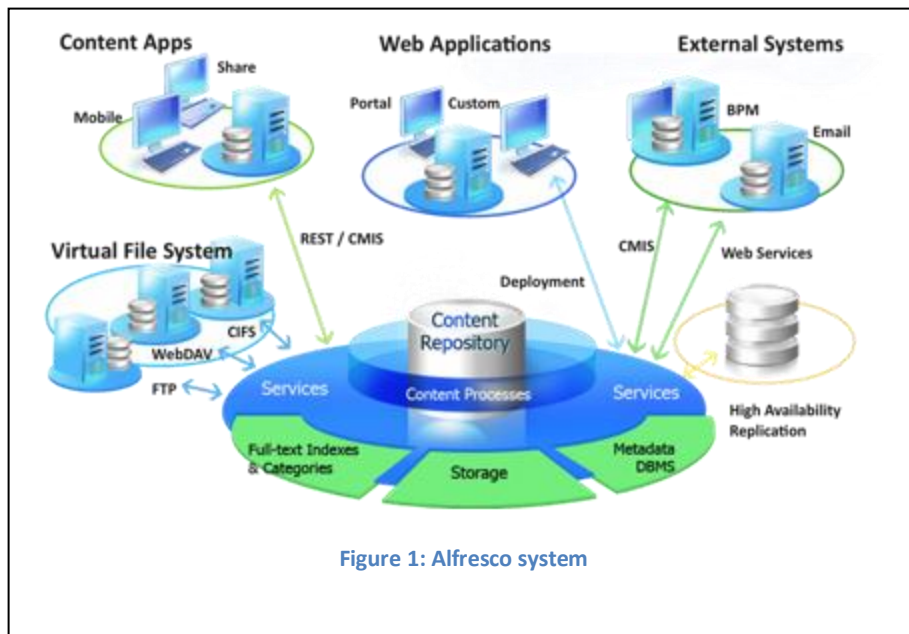 Content Apps
Share
Mobile
Web Applications
Portal
Custom
External Systems
BPM
Email
REST / CMIS
Deployment
CMIS
Web Services
Virtual File System
CIFS
WebDAV
FTP
Content
Repository
Services
Content Processes
Services
High Availability
Replication
Full-text Indexes
& Categories
Storage
Metadata
DBMS
Figure 1: Alfresco system